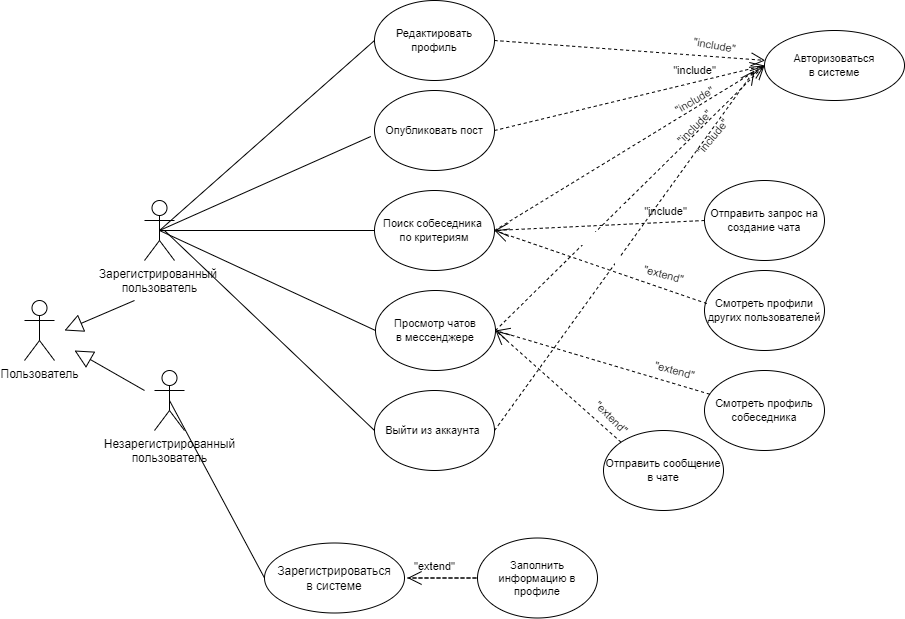 Редактировать
профиль
"include"
Авторизоваться
в системе
"include"
Опубликовать пост
"include"
"include"
"include"
Поиск собеседника
по критериям
"include"
Отправить запрос на
создание чата
Зарегистрированный
пользователь
"extend"
Смотреть профили
других пользователей
Просмотр чатов
в мессенджере
Пользователь
"extend"
Смотреть профиль
собеседника
Выйти из аккаунта
"extend"
Незарегистрированный
пользователь
Отправить сообщение
в чате
Зарегистрироваться
в системе
"extend"
Заполнить
информацию в
профиле